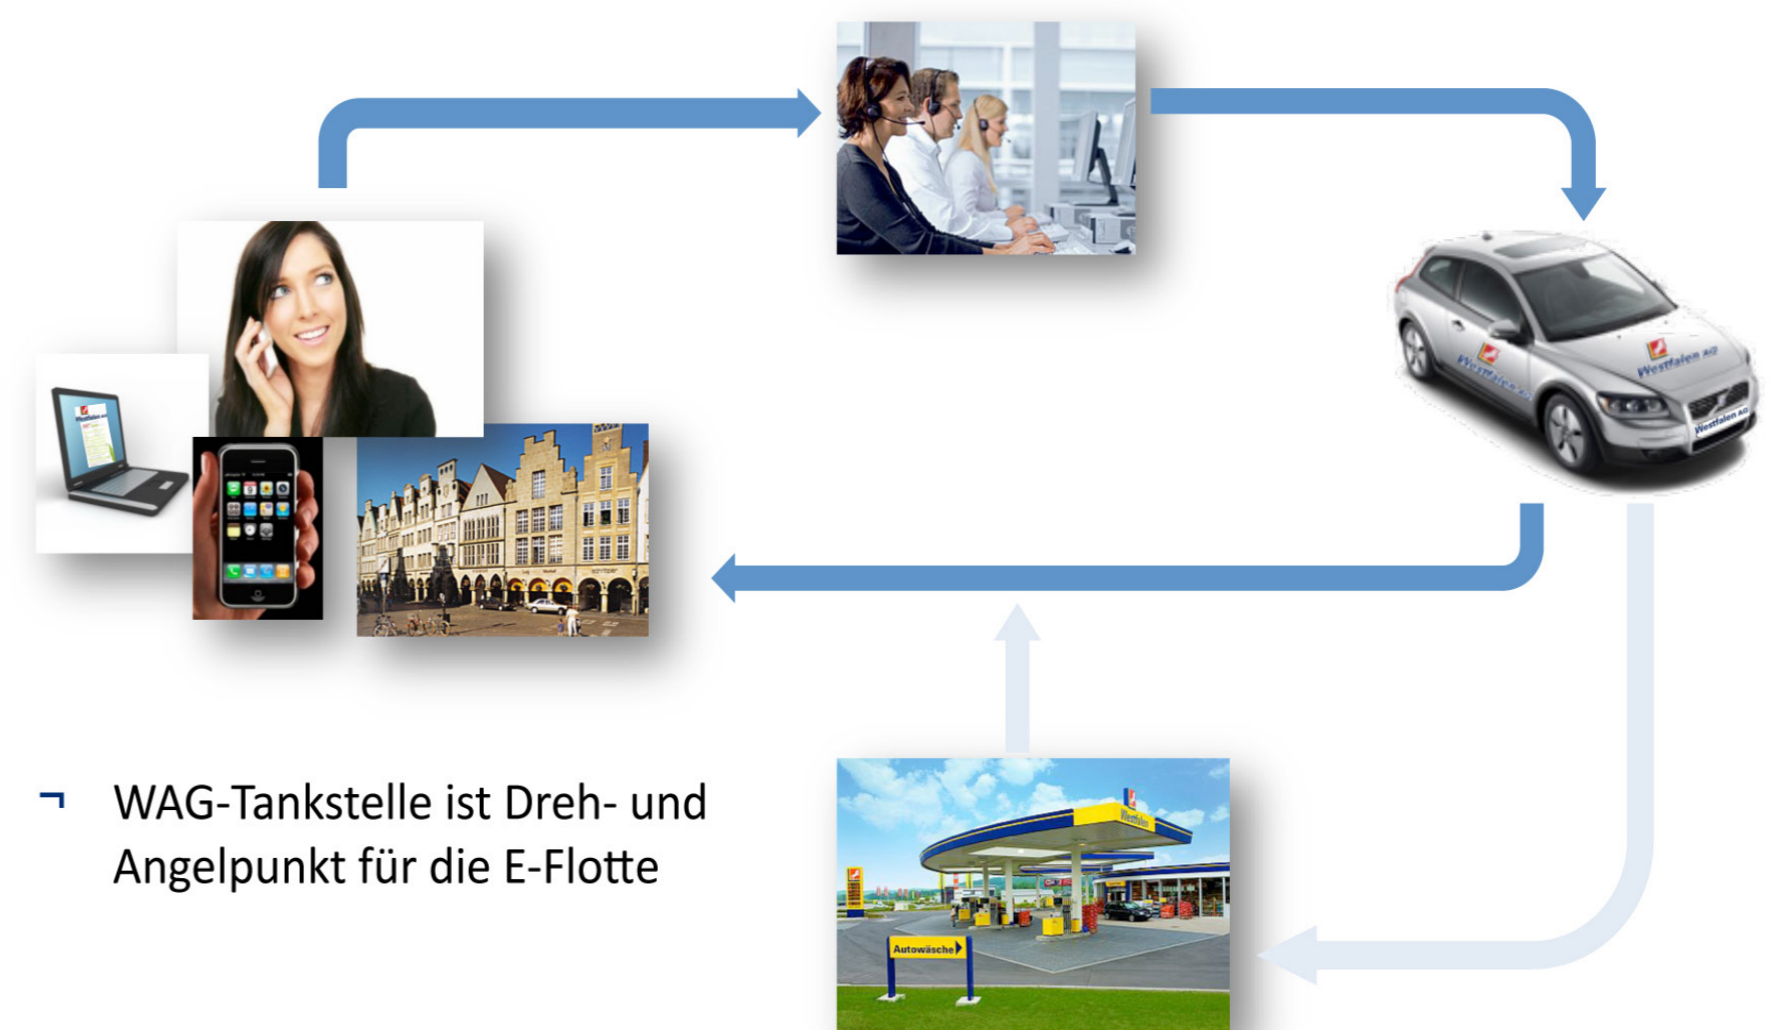 Westfalen AG
Westfalen AG
Westfalen AG
¬ WAG-Tankstelle ist Dreh- und
Angelpunkt für die E-Flotte
Westfalen
Autowäsche